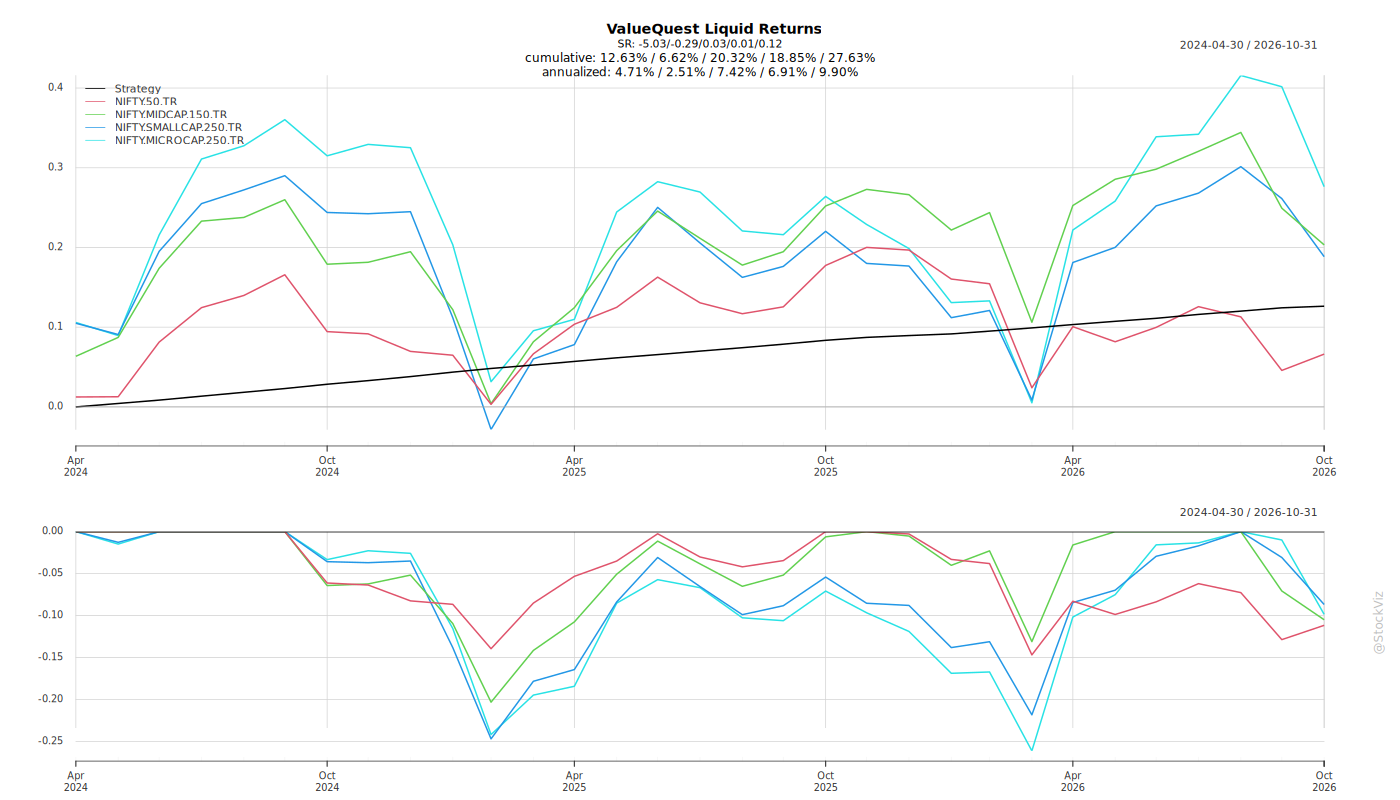 ValueQuest Liquid Returns
SR: -5.03/-0.29/0.03/0.01/0.12
cumulative: 12.63% / 6.62% / 20.32% / 18.85% / 27.63%
annualized: 4.71% / 2.51% / 7.42% / 6.91% / 9.90%
2024-04-30 / 2026-10-31
Strategy
NIFTY.50.TR
NIFTY.MIDCAP.150.TR
NIFTY.SMALLCAP.250.TR
NIFTY.MICROCAP.250.TR
0.4
0.3
0.2
0.1
0.0
Apr 2024
Oct 2024
Apr 2025
Oct 2025
Apr 2026
Oct 2026
2024-04-30 / 2026-10-31
0.00
-0.05
-0.10
-0.15
-0.20
-0.25
Apr 2024
Oct 2024
Apr 2025
Oct 2025
Apr 2026
Oct 2026
@StockViz